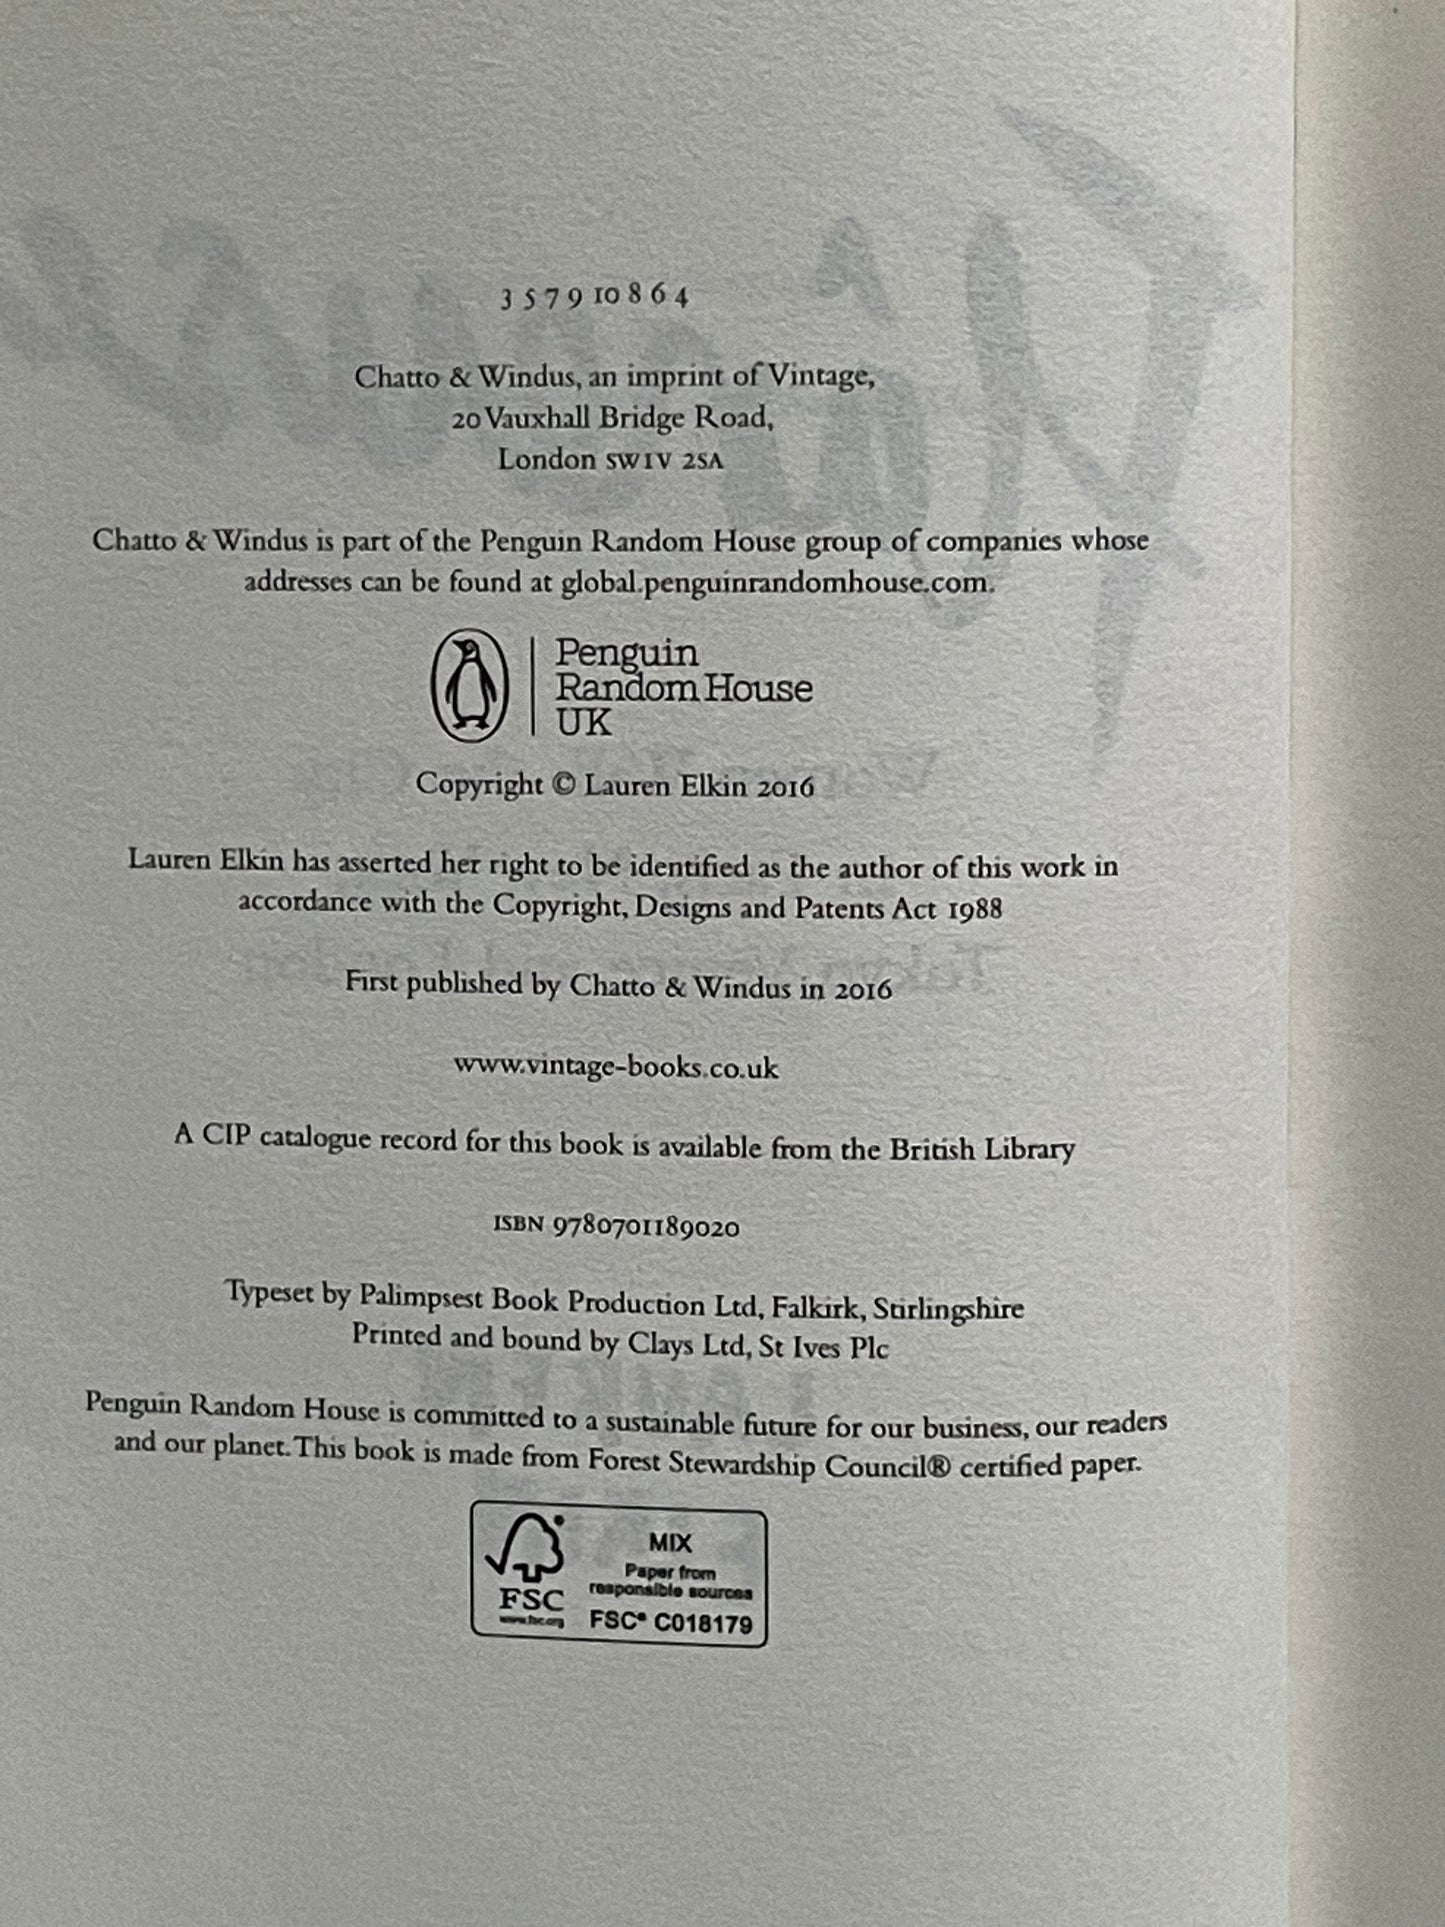 3 5 7 9 10 8 6 4
Chatto & Windus, an imprint of Vintage,
20 Vauxhall Bridge Road,
London SW1V 2SA
Chatto & Windus is part of the Penguin Random House group of companies whose
addresses can be found at global.penguinrandomhouse.com.
Penguin
Random House
UK
Copyright © Lauren Elkin 2016
Lauren Elkin has asserted her right to be identified as the author of this work in
accordance with the Copyright, Designs and Patents Act 1988
First published by Chatto & Windus in 2016
www.vintage-books.co.uk
A CIP catalogue record for this book is available from the British Library
ISBN 9780701189020
Typeset by Palimpsest Book Production Ltd, Falkirk, Stirlingshire
Printed and bound by Clays Ltd, St Ives Plc
Penguin Random House is committed to a sustainable future for our business, our readers
and our planet. This book is made from Forest Stewardship Council® certified paper.
FSC
www.fsc.org
MIX
Paper from
responsible sources
FSC® C018179